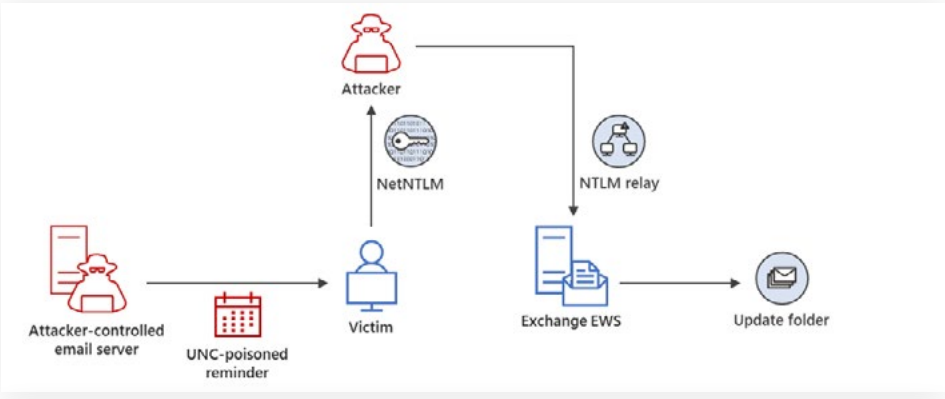 Attacker
NetNTLM
NTLM relay
Attacker-controlled
email server
UNC-poisoned
reminder
Victim
Exchange EWS
Update folder